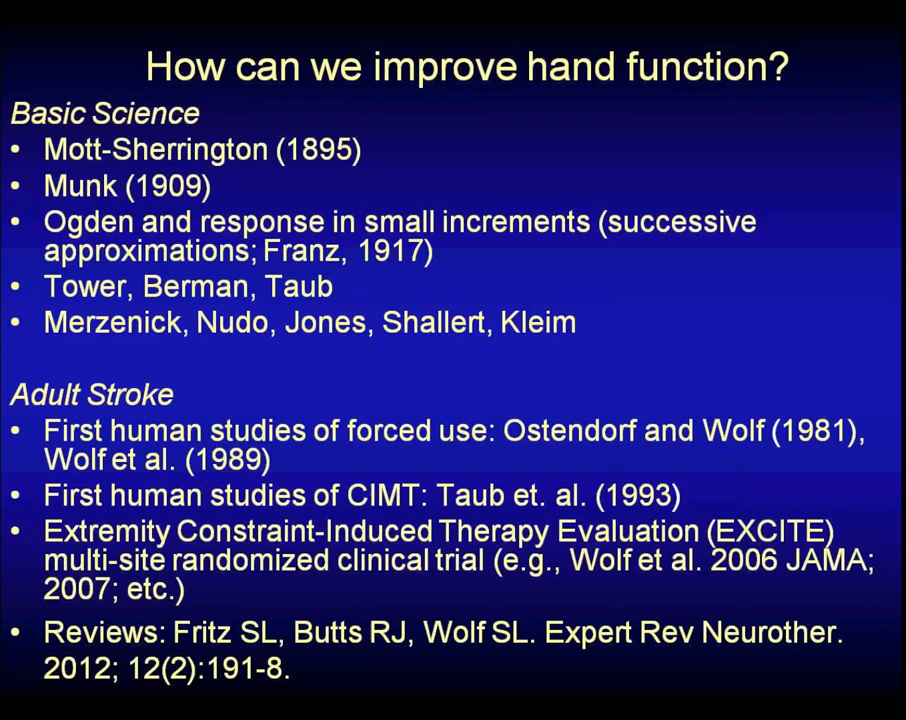 How can we improve hand function?
Basic Science
• Mott-Sherrington (1895)
• Munk (1909)
• Ogden and response in small increments (successive
approximations; Franz, 1917)
• Tower, Berman, Taub
• Merzenick, Nudo, Jones, Shallert, Kleim
Adult Stroke
• First human studies of forced use: Ostendorf and Wolf (1981),
Wolf et al. (1989)
• First human studies of CIMT: Taub et. al. (1993)
• Extremity Constraint-Induced Therapy Evaluation (EXCITE)
multi-site randomized clinical trial (e.g., Wolf et al. 2006 JAMA;
2007; etc.)
• Reviews: Fritz SL, Butts RJ, Wolf SL. Expert Rev Neurother.
2012; 12(2):191-8.